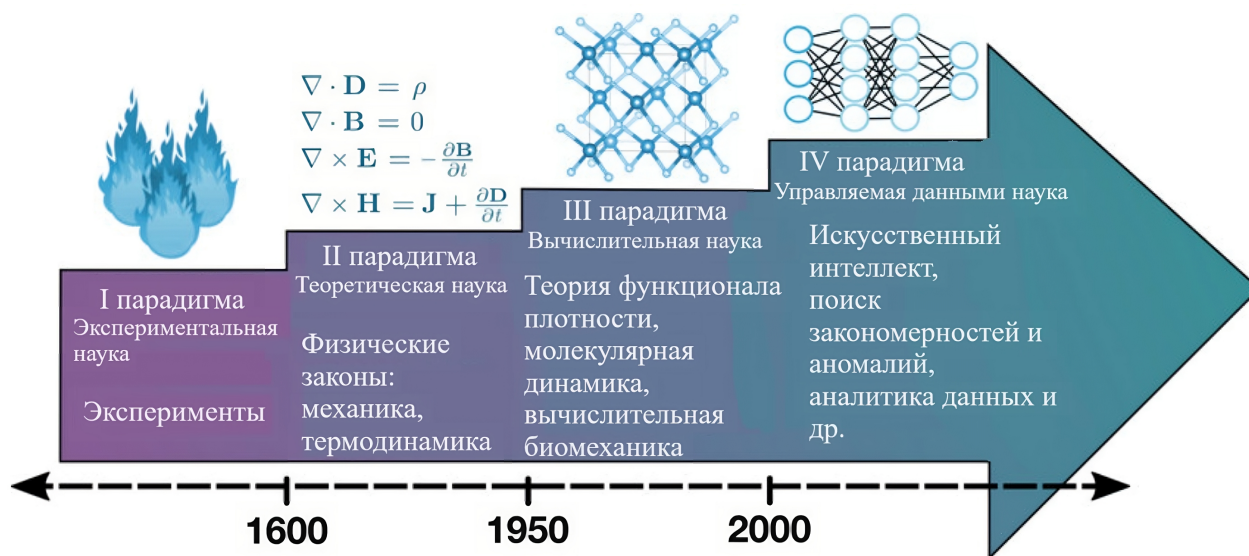 ∇ · D = ρ
∇ · B = 0
∇ × E = −∂B/∂t
∇ × H = J + ∂D/∂t
I парадигма
Экспериментальная
наука
Эксперименты
II парадигма
Теоретическая наука
Физические
законы:
механика,
термодинамика
III парадигма
Вычислительная наука
Теория функционала
плотности,
молекулярная
динамика,
вычислительная
биомеханика
IV парадигма
Управляемая данными наука
Искусственный
интеллект,
поиск
закономерностей и
аномалий,
аналитика данных и
др.
1600
1950
2000